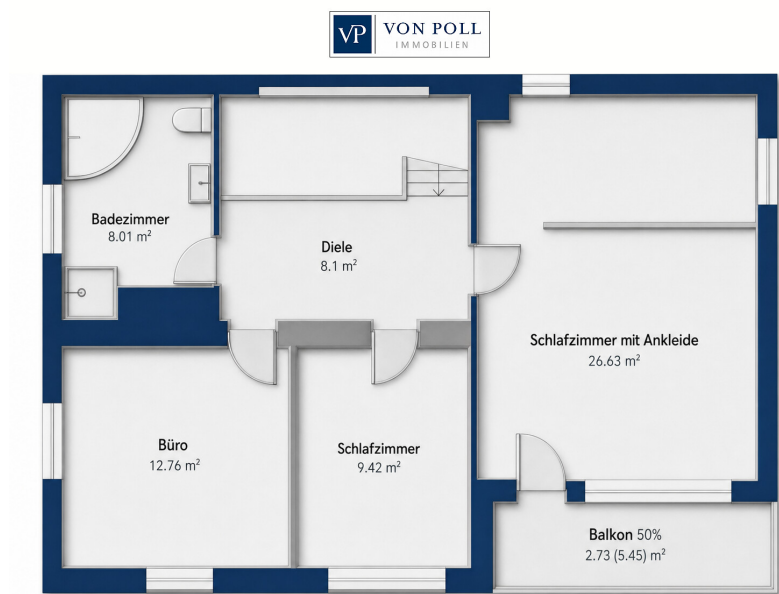 VP
VON POLL
IMMOBILIEN
Badezimmer
8.01 m²
Diele
8.1 m²
Schlafzimmer mit Ankleide
26.63 m²
Büro
12.76 m²
Schlafzimmer
9.42 m²
Balkon 50%
2.73 (5.45) m²